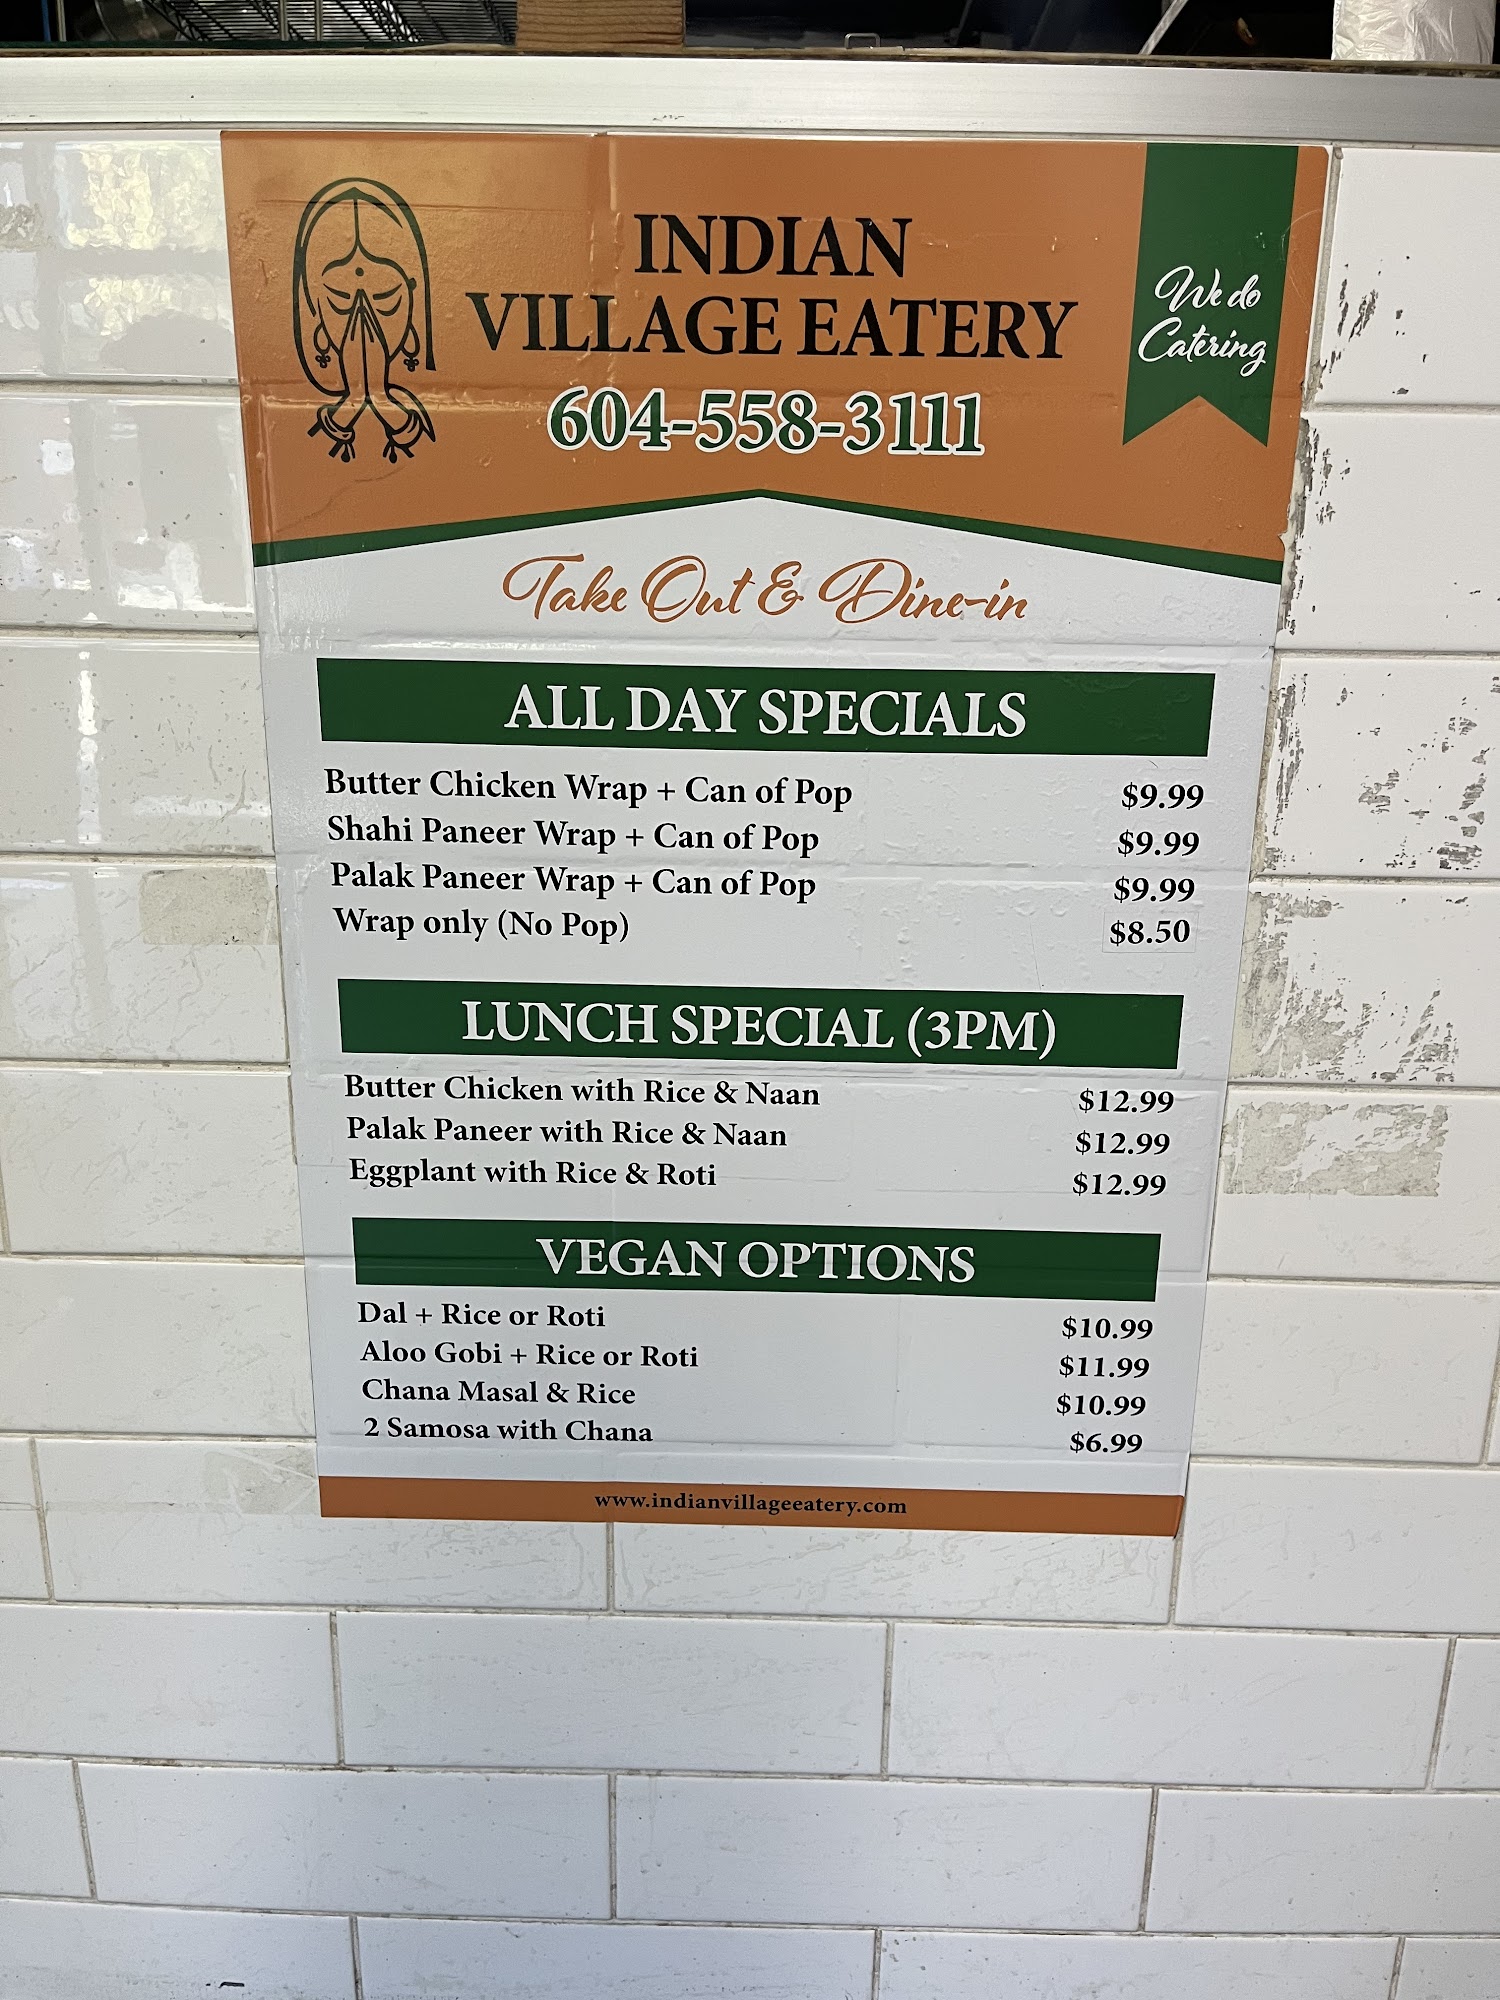 INDIAN
VILLAGE EATERY
604-558-3111
We do
Catering
Take Out & Dine-in
ALL DAY SPECIALS
Butter Chicken Wrap + Can of Pop $9.99
Shahi Paneer Wrap + Can of Pop $9.99
Palak Paneer Wrap + Can of Pop $9.99
Wrap only (No Pop) $8.50
LUNCH SPECIAL (3PM)
Butter Chicken with Rice & Naan $12.99
Palak Paneer with Rice & Naan $12.99
Eggplant with Rice & Roti $12.99
VEGAN OPTIONS
Dal + Rice or Roti $10.99
Aloo Gobi + Rice or Roti $11.99
Chana Masal & Rice $10.99
2 Samosa with Chana $6.99
www.indianvillageeatery.com